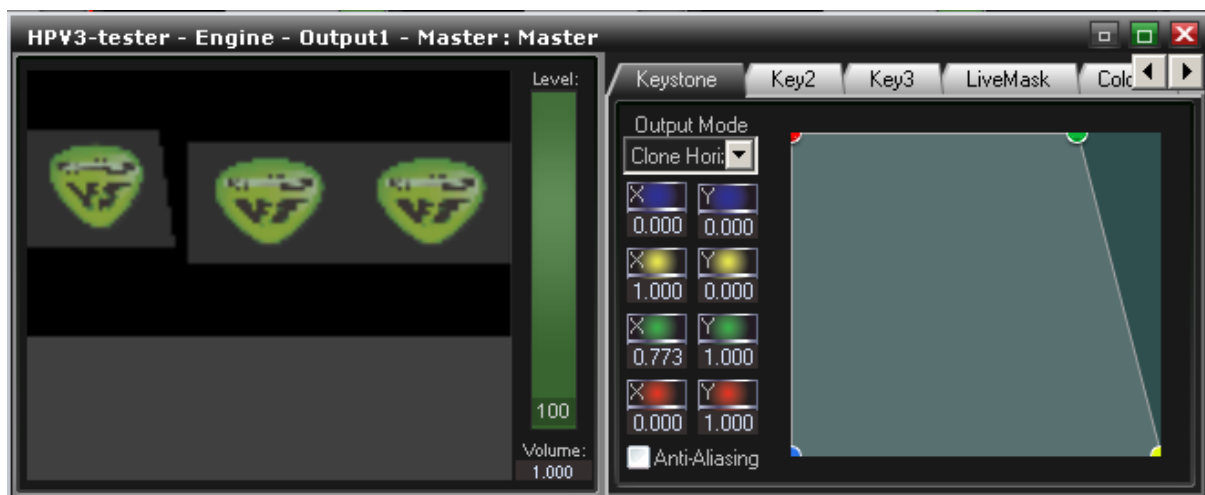 HPV3-tester - Engine - Output1 - Master: Master
Level:
100
Volume:
1.000
Keystone
Key2
Key3
LiveMask
Output Mode
Clone Hori
X Y
0.000 0.000
X Y
1.000 0.000
X Y
0.773 1.000
X Y
0.000 1.000
Anti-Aliasing